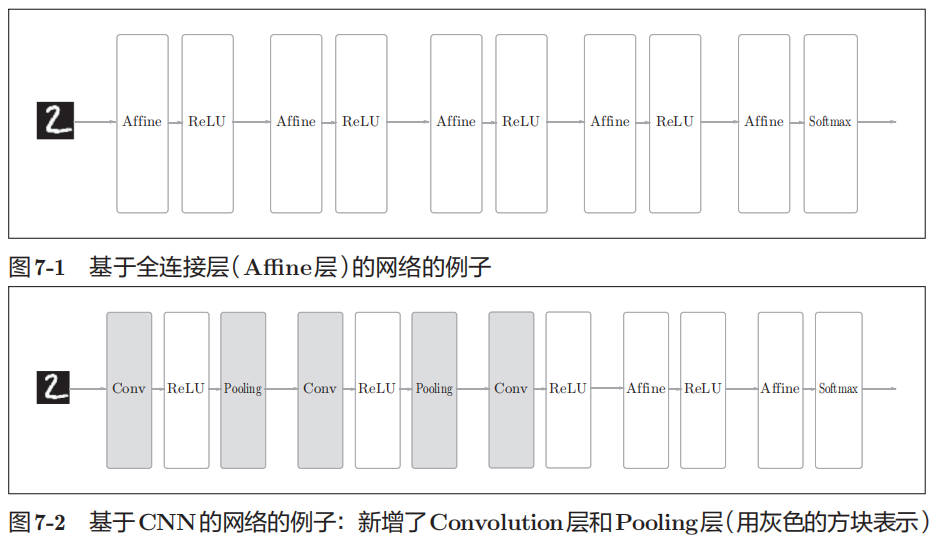 2 Affine ReLU Affine ReLU Affine ReLU Affine ReLU Affine Softmax
图7-1 基于全连接层（Affine层）的网络的例子
2 Conv ReLU Pooling Conv ReLU Pooling Conv ReLU Affine ReLU Affine Softmax
图7-2 基于CNN的网络的例子：新增了Convolution层和Pooling层（用灰色的方块表示）